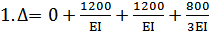 1.Δ= 0 + 1200/EI + 1200/EI + 800/3EI